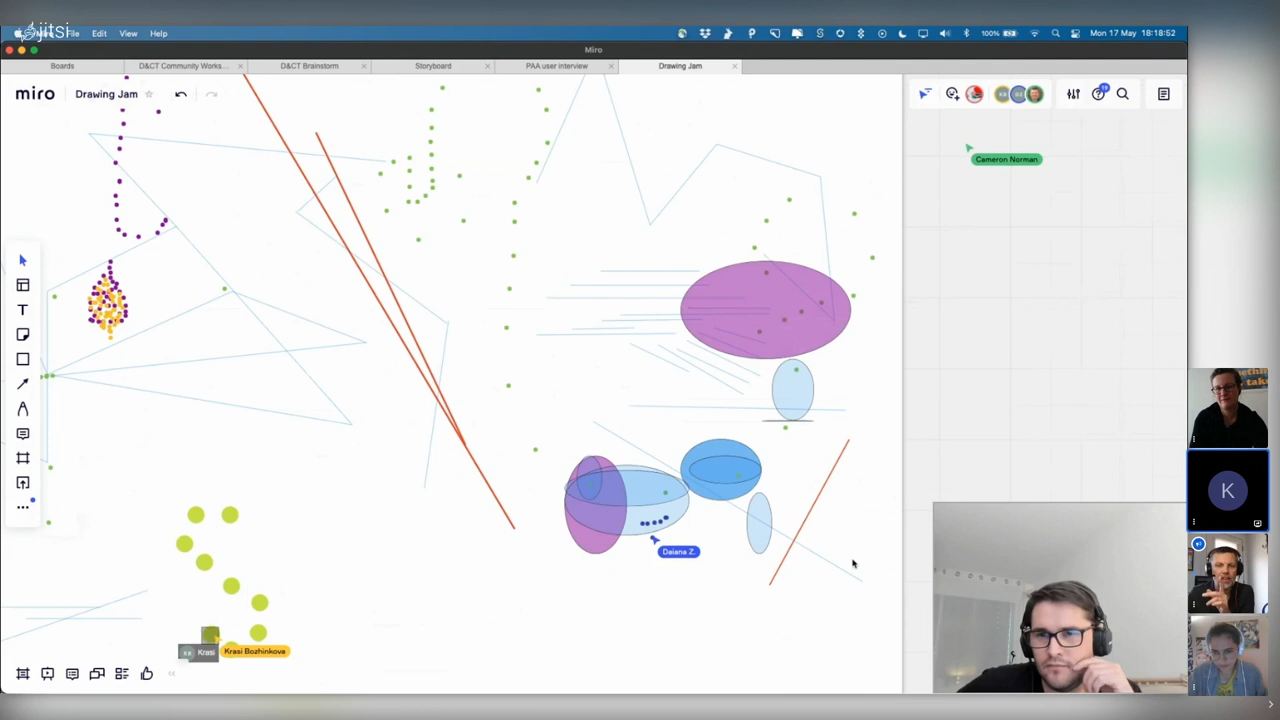 jitsi
File Edit View Help
100% Mon 17 May 18:18:52
Miro
Boards D&CT Community Works... D&CT Brainstorm Storyboard PAA user interview Drawing Jam
miro Drawing Jam
Cameron Norman
T
Daiana Z.
Krasi Krasi Bozhinkova
K